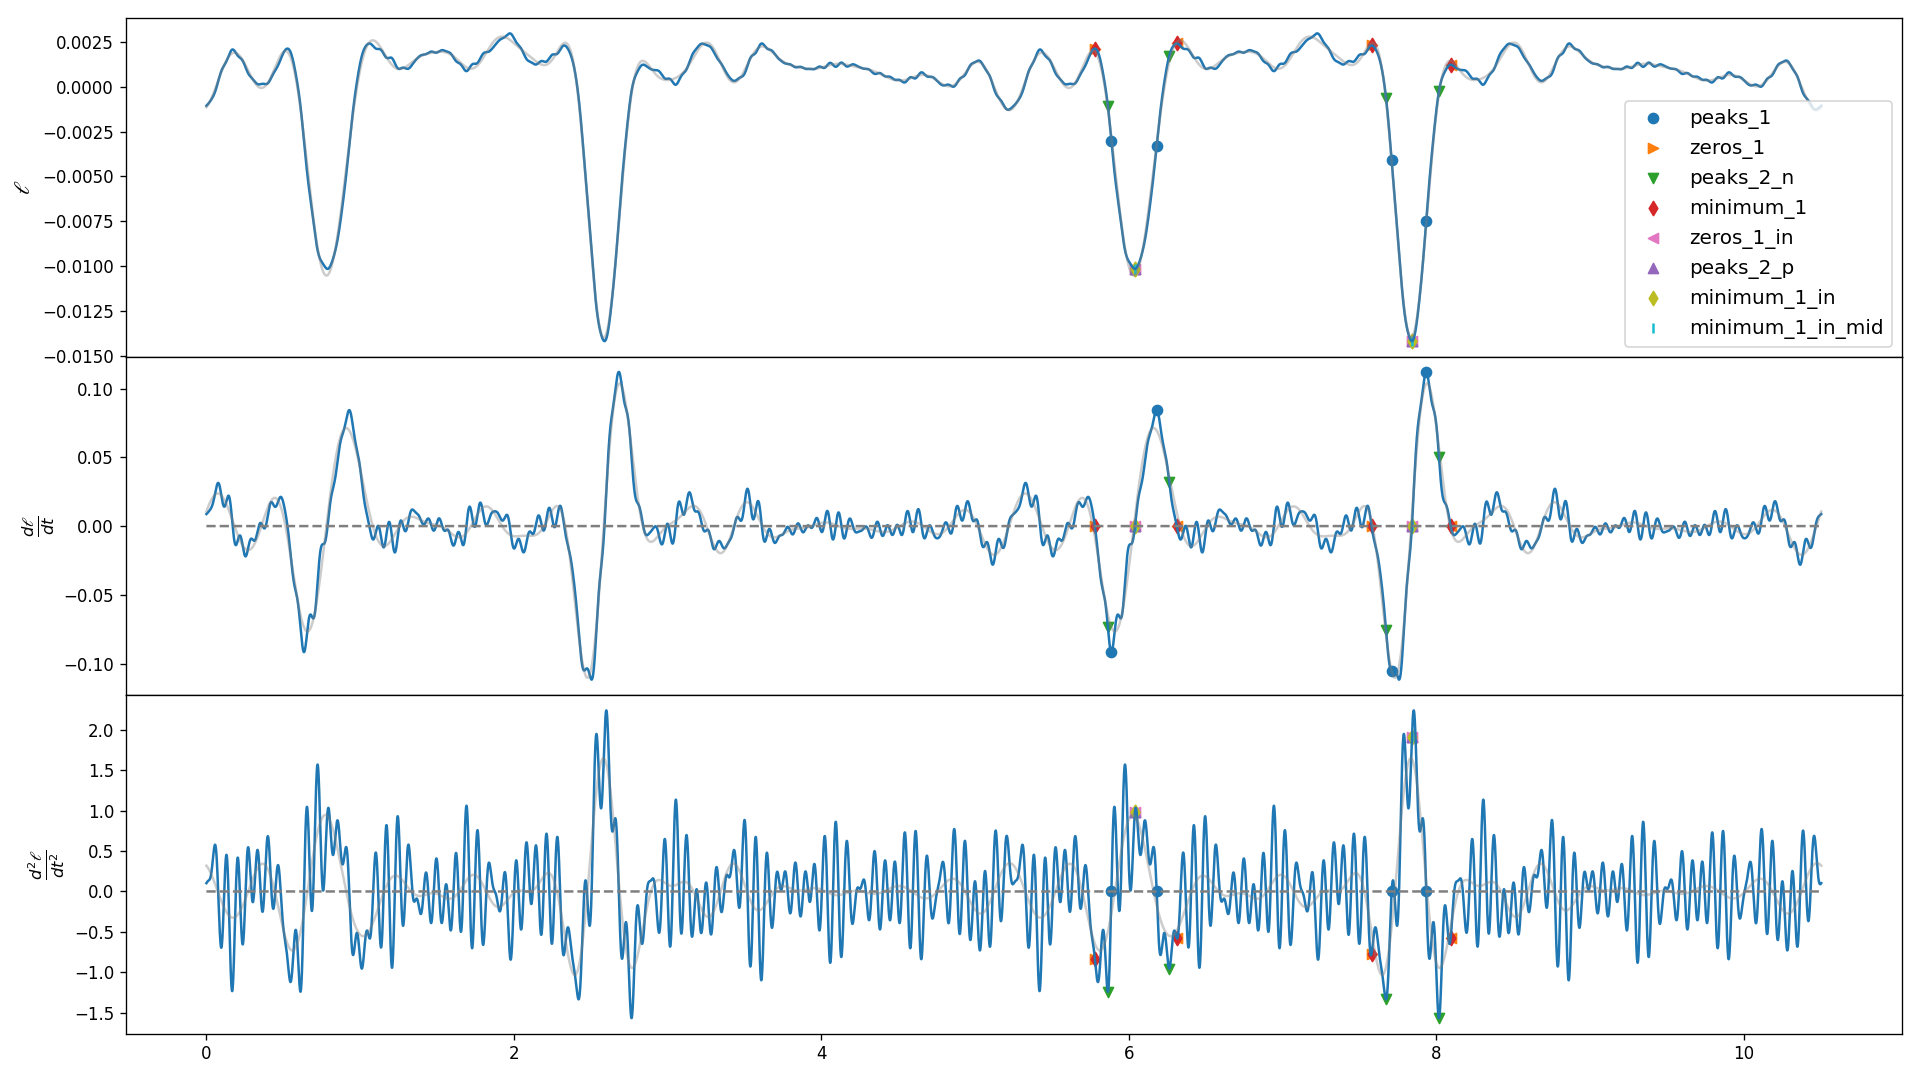 0.0025
0.0000
−0.0025
−0.0050
−0.0075
−0.0100
−0.0125
−0.0150
ℓ
peaks_1
zeros_1
peaks_2_n
minimum_1
zeros_1_in
peaks_2_p
minimum_1_in
minimum_1_in_mid
0.10
0.05
0.00
−0.05
−0.10
dℓ
dt
2.0
1.5
1.0
0.5
0.0
−0.5
−1.0
−1.5
d²ℓ
dt²
0 2 4 6 8 10